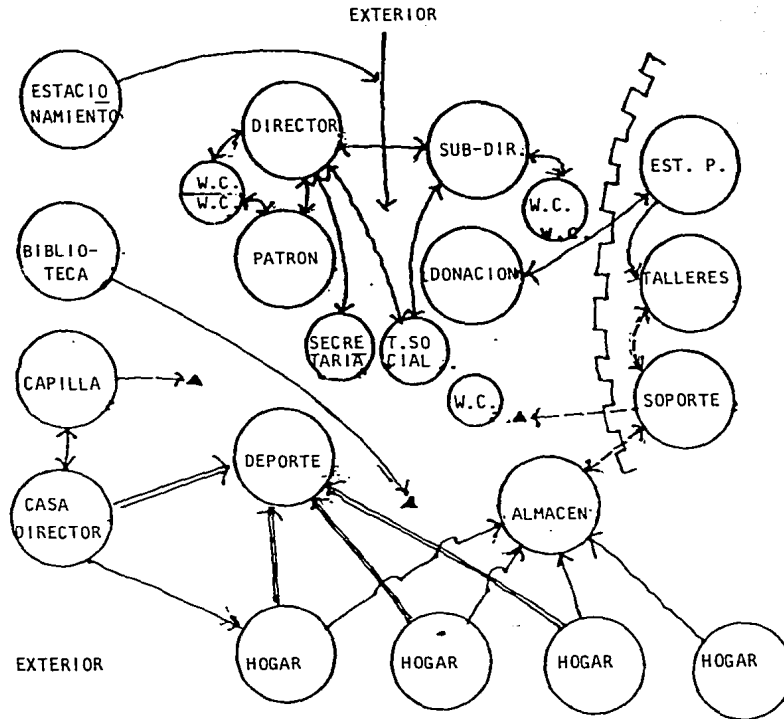 EXTERIOR
ESTACIO
NAMIENTO
DIRECTOR
SUB-DIR.
EST. P.
W.C.
W.C.
W.C.
W.C.
BIBLIO-
TECA
PATRON
DONACION
TALLERES
SECRE
TARIA
T.SO
CIAL
CAPILLA
W.C.
SOPORTE
DEPORTE
CASA
DIRECTOR
ALMACEN
HOGAR
HOGAR
HOGAR
HOGAR
EXTERIOR